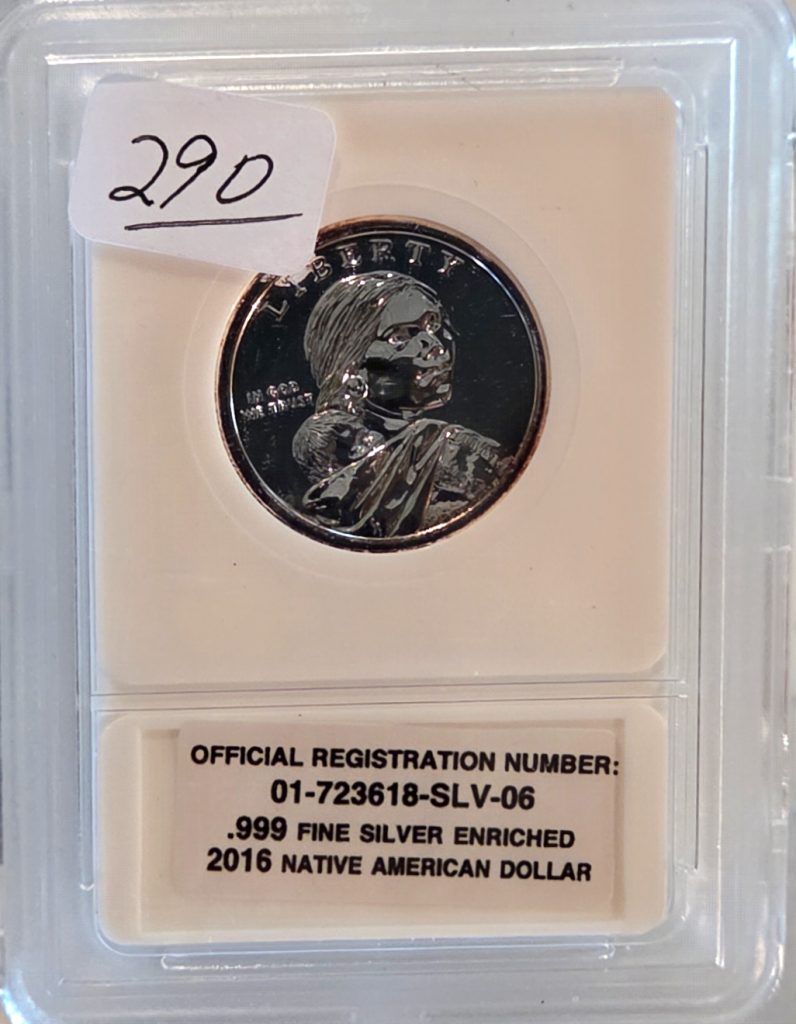 290
LIBERTY
IN GOD
WE TRUST
OFFICIAL REGISTRATION NUMBER:
01-723618-SLV-06
.999 FINE SILVER ENRICHED
2016 NATIVE AMERICAN DOLLAR